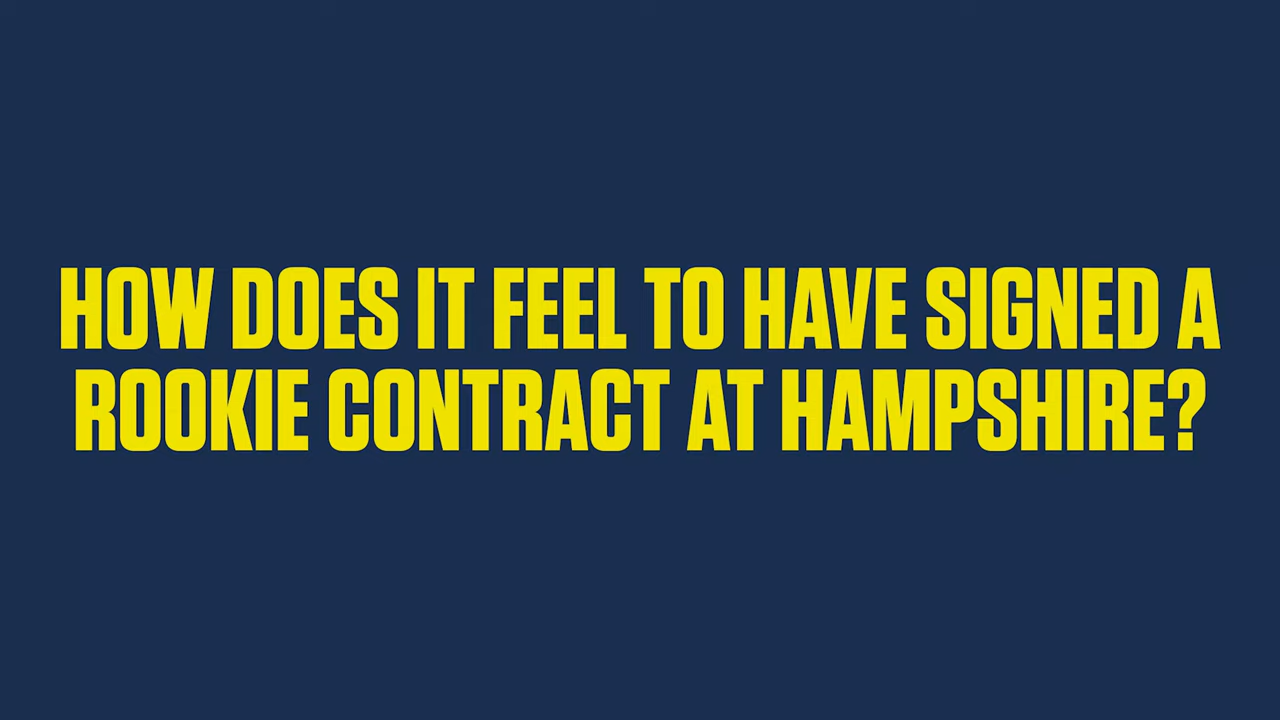 HOW DOES IT FEEL TO HAVE SIGNED A
ROOKIE CONTRACT AT HAMPSHIRE?